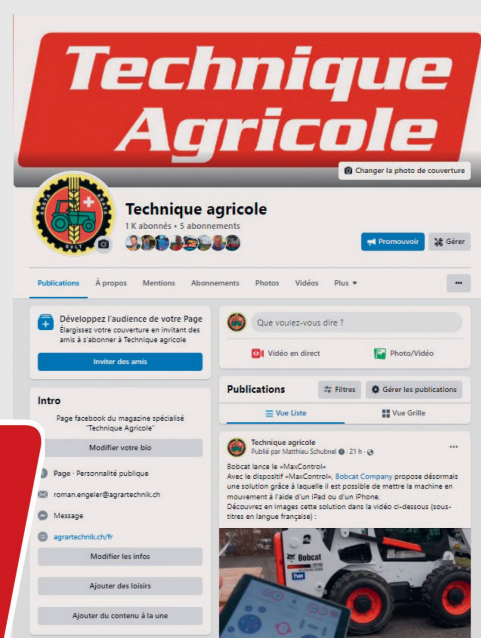 Technique
Agricole
Changer la photo de couverture
Technique agricole
1 K abonnés • 5 abonnements
Promouvoir
Gérer
Publications
À propos
Mentions
Abonnements
Photos
Vidéos
Plus
Développez l'audience de votre Page
Élargissez votre couverture en invitant des
amis à s'abonner à Technique agricole
Inviter des amis
Intro
Page facebook du magazine spécialisé
"Technique Agricole"
Modifier votre bio
Page · Personnalité publique
roman.engeler@agrartechnik.ch
Message
agrartechnik.ch/fr
Modifier les infos
Ajouter des loisirs
Ajouter du contenu à la une
Que voulez-vous dire ?
Vidéo en direct
Photo/Vidéo
Publications
Filtres
Gérer les publications
Vue Liste
Vue Grille
Technique agricole
Publié par Matthieu Schubnel · 21 h ·
Bobcat lance le «MaxControl»
Avec le dispositif «MaxControl», Bobcat Company propose désormais
une solution grâce à laquelle il est possible de mettre la machine en
mouvement à l'aide d'un iPad ou d'un iPhone.
Découvrez en images cette solution dans la vidéo ci-dessous (sous-
titres en langue française) :
Bobcat